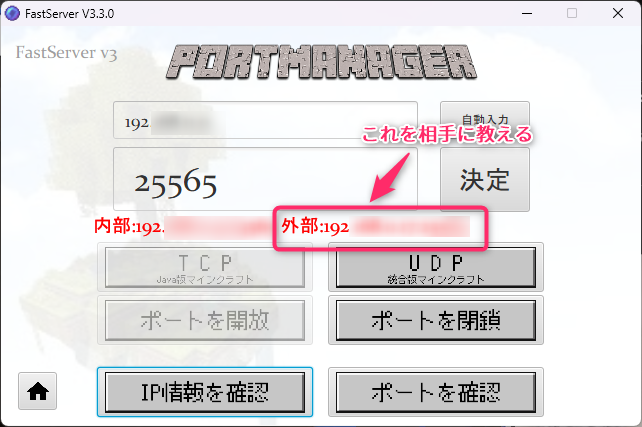 FastServer V3.3.0
FastServer v3
PORTMANAGER
192.
自動入力
これを相手に教える
25565
決定
内部:192. 外部:192
TCP
Java版マインクラフト
UDP
統合版マインクラフト
ポートを開放
ポートを閉鎖
IP情報を確認
ポートを確認